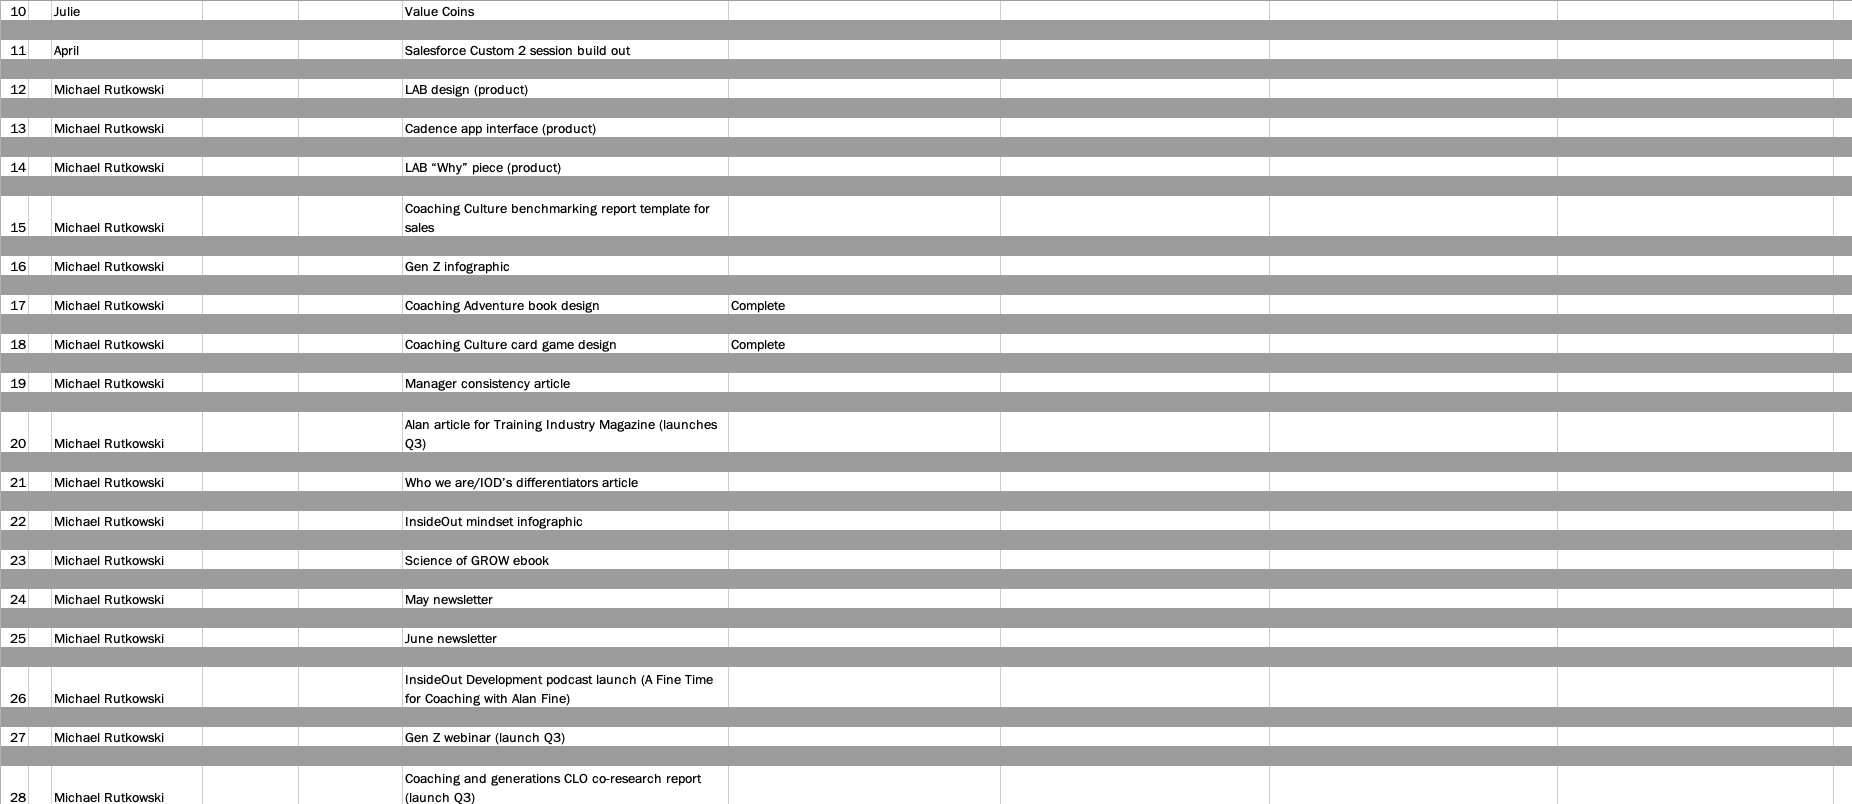 10 Julie Value Coins
11 April Salesforce Custom 2 session build out
12 Michael Rutkowski LAB design (product)
13 Michael Rutkowski Cadence app interface (product)
14 Michael Rutkowski LAB “Why” piece (product)
Coaching Culture benchmarking report template for
15 Michael Rutkowski sales
16 Michael Rutkowski Gen Z infographic
17 Michael Rutkowski Coaching Adventure book design Complete
18 Michael Rutkowski Coaching Culture card game design Complete
19 Michael Rutkowski Manager consistency article
Alan article for Training Industry Magazine (launches
20 Michael Rutkowski Q3)
21 Michael Rutkowski Who we are/IOD’s differentiators article
22 Michael Rutkowski InsideOut mindset infographic
23 Michael Rutkowski Science of GROW ebook
24 Michael Rutkowski May newsletter
25 Michael Rutkowski June newsletter
InsideOut Development podcast launch (A Fine Time
26 Michael Rutkowski for Coaching with Alan Fine)
27 Michael Rutkowski Gen Z webinar (launch Q3)
Coaching and generations CLO co-research report
28 Michael Rutkowski (launch Q3)